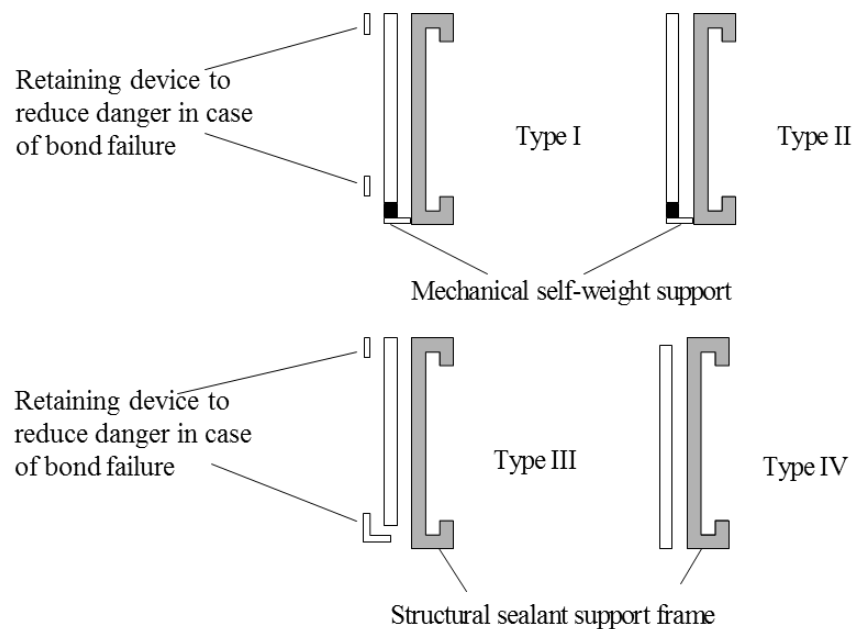 Retaining device to
reduce danger in case
of bond failure
Type I
Type II
Mechanical self-weight support
Retaining device to
reduce danger in case
of bond failure
Type III
Type IV
Structural sealant support frame